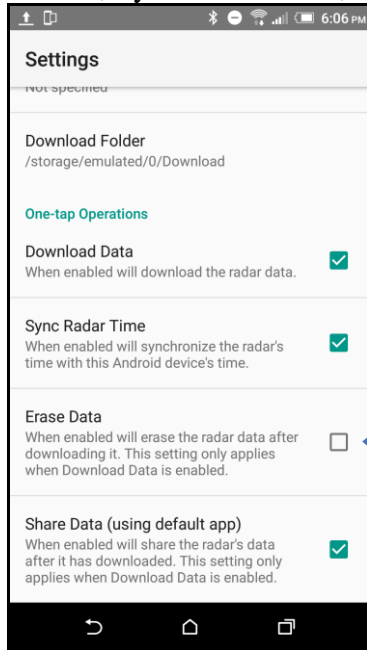 6:06 PM
Settings
Not specified
Download Folder
/storage/emulated/0/Download
One-tap Operations
Download Data
When enabled will download the radar data.
Sync Radar Time
When enabled will synchronize the radar's
time with this Android device's time.
Erase Data
When enabled will erase the radar data after
downloading it. This setting only applies
when Download Data is enabled.
Share Data (using default app)
When enabled will share the radar's data
after it has downloaded. This setting only
applies when Download Data is enabled.